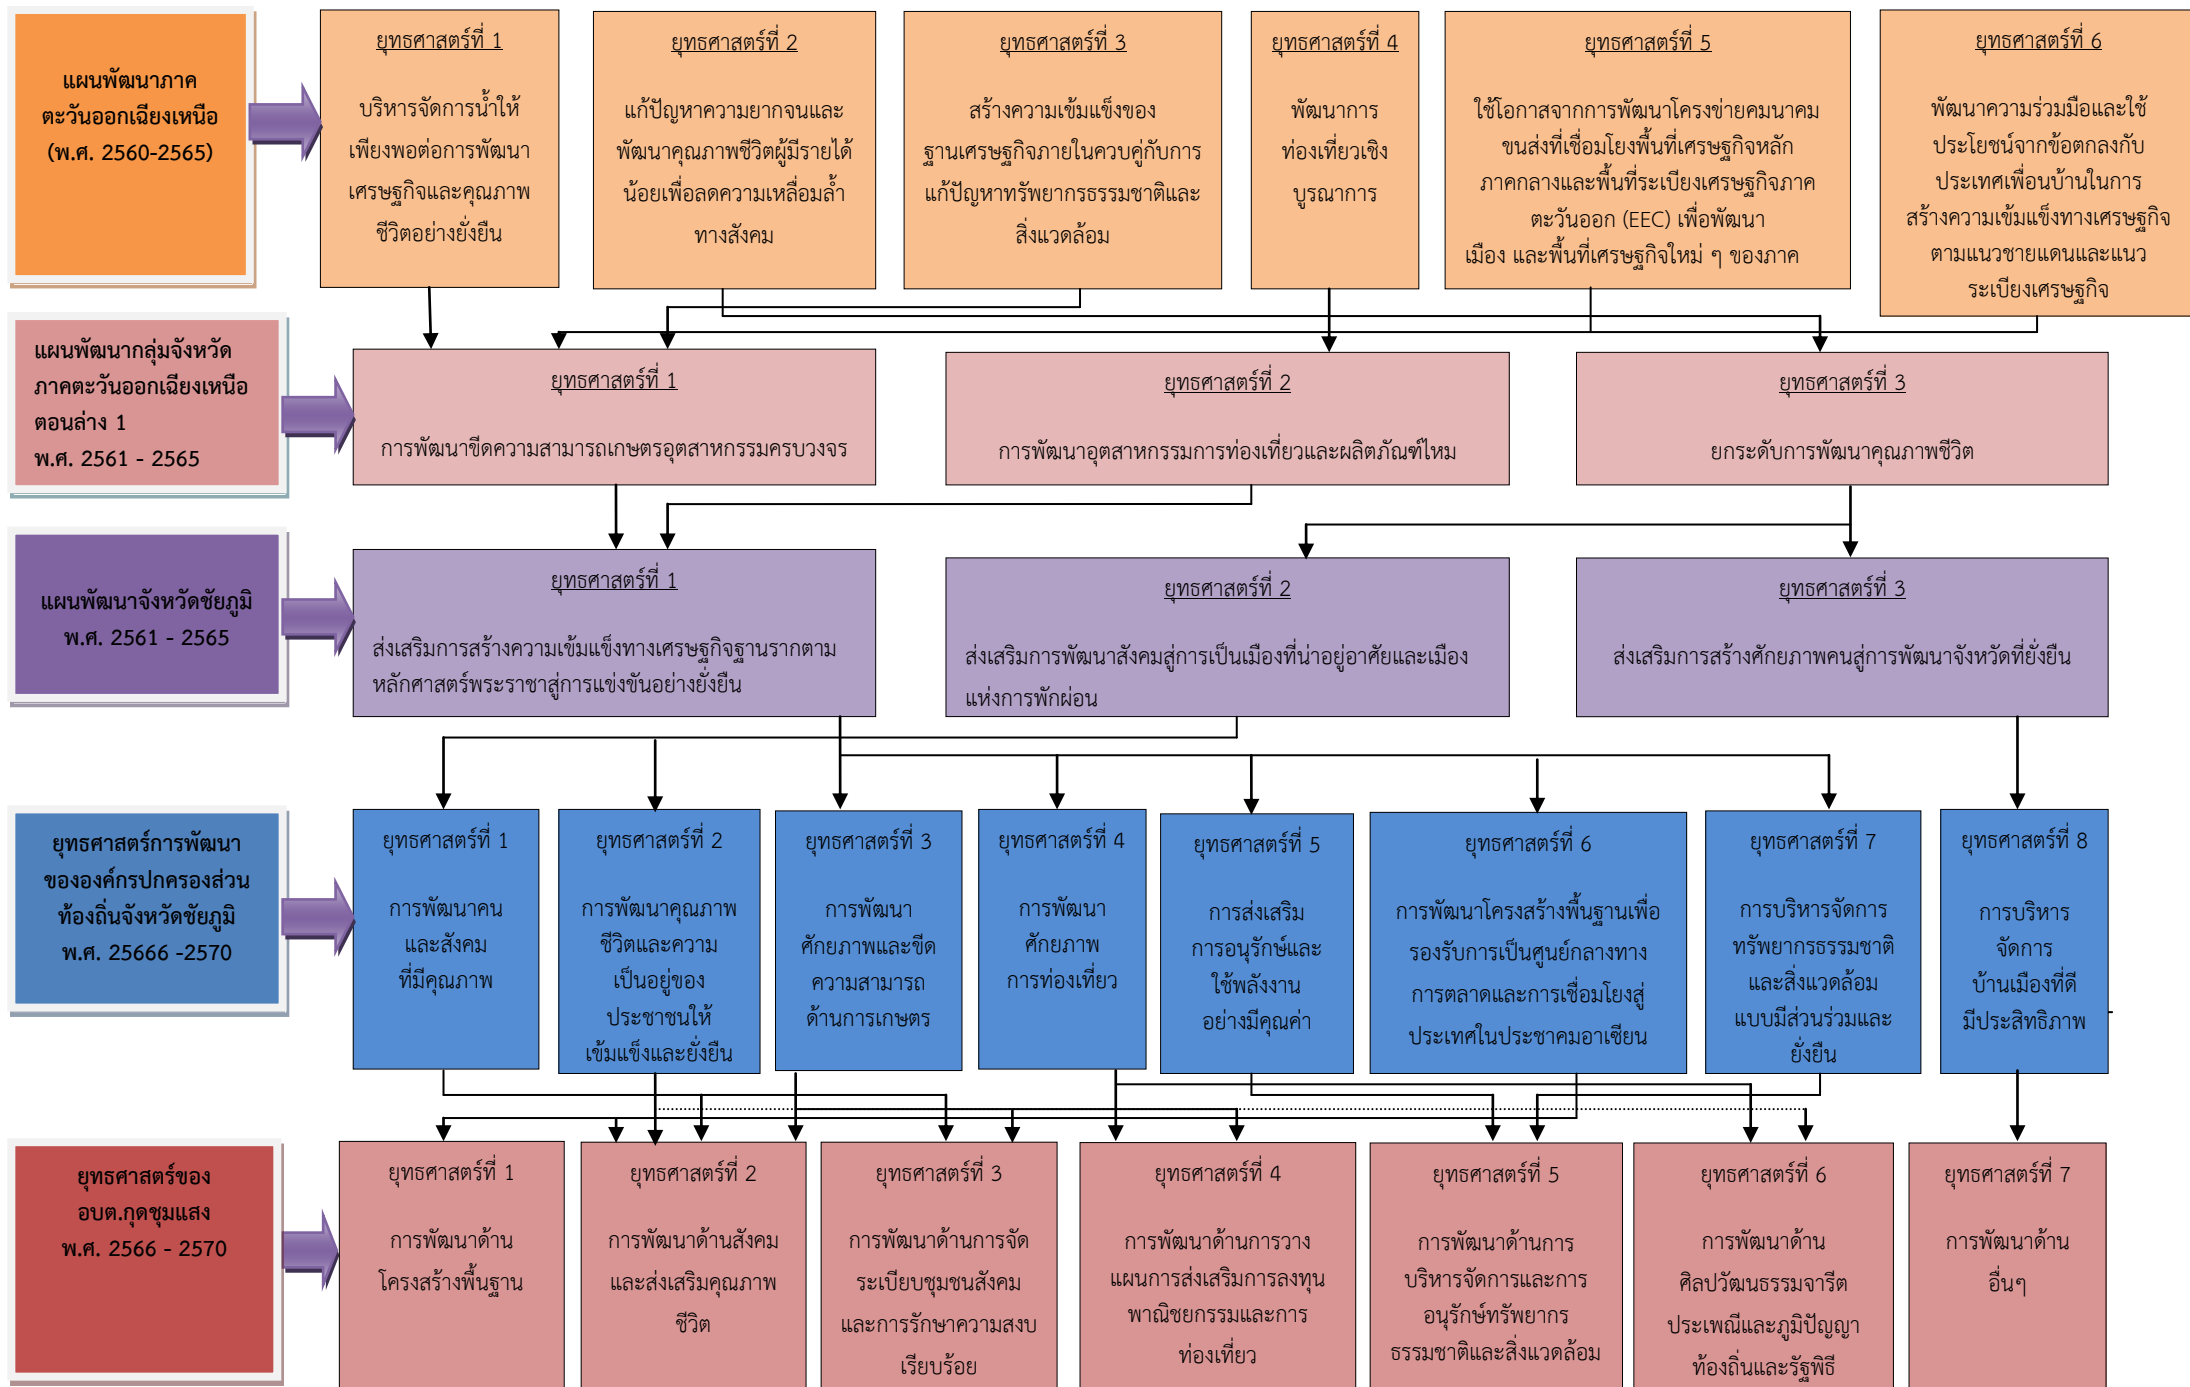 แผนพัฒนาภาค
ตะวันออกเฉียงเหนือ
(พ.ศ. 2560-2565)
ยุทธศาสตร์ที่ 1
บริหารจัดการน้ำให้
เพียงพอต่อการพัฒนา
เศรษฐกิจและคุณภาพ
ชีวิตอย่างยั่งยืน
ยุทธศาสตร์ที่ 2
แก้ปัญหาความยากจนและ
พัฒนาคุณภาพชีวิตผู้มีรายได้
น้อยเพื่อลดความเหลื่อมล้ำ
ทางสังคม
ยุทธศาสตร์ที่ 3
สร้างความเข้มแข็งของ
ฐานเศรษฐกิจภายในควบคู่กับการ
แก้ปัญหาทรัพยากรธรรมชาติและ
สิ่งแวดล้อม
ยุทธศาสตร์ที่ 4
พัฒนาการ
ท่องเที่ยวเชิง
บูรณาการ
ยุทธศาสตร์ที่ 5
ใช้โอกาสจากการพัฒนาโครงข่ายคมนาคม
ขนส่งที่เชื่อมโยงพื้นที่เศรษฐกิจหลัก
ภาคกลางและพื้นที่ระเบียงเศรษฐกิจภาค
ตะวันออก (EEC) เพื่อพัฒนา
เมือง และพื้นที่เศรษฐกิจใหม่ ๆ ของภาค
ยุทธศาสตร์ที่ 6
พัฒนาความร่วมมือและใช้
ประโยชน์จากข้อตกลงกับ
ประเทศเพื่อนบ้านในการ
สร้างความเข้มแข็งทางเศรษฐกิจ
ตามแนวชายแดนและแนว
ระเบียงเศรษฐกิจ
แผนพัฒนากลุ่มจังหวัด
ภาคตะวันออกเฉียงเหนือ
ตอนล่าง 1
พ.ศ. 2561 - 2565
ยุทธศาสตร์ที่ 1
การพัฒนาขีดความสามารถเกษตรอุตสาหกรรมครบวงจร
ยุทธศาสตร์ที่ 2
การพัฒนาอุตสาหกรรมการท่องเที่ยวและผลิตภัณฑ์ไหม
ยุทธศาสตร์ที่ 3
ยกระดับการพัฒนาคุณภาพชีวิต
แผนพัฒนาจังหวัดชัยภูมิ
พ.ศ. 2561 - 2565
ยุทธศาสตร์ที่ 1
ส่งเสริมการสร้างความเข้มแข็งทางเศรษฐกิจฐานรากตาม
หลักศาสตร์พระราชาสู่การแข่งขันอย่างยั่งยืน
ยุทธศาสตร์ที่ 2
ส่งเสริมการพัฒนาสังคมสู่การเป็นเมืองที่น่าอยู่อาศัยและเมือง
แห่งการพักผ่อน
ยุทธศาสตร์ที่ 3
ส่งเสริมการสร้างศักยภาพคนสู่การพัฒนาจังหวัดที่ยั่งยืน
ยุทธศาสตร์การพัฒนา
ขององค์กรปกครองส่วน
ท้องถิ่นจังหวัดชัยภูมิ
พ.ศ. 25666 -2570
ยุทธศาสตร์ที่ 1
การพัฒนาคน
และสังคม
ที่มีคุณภาพ
ยุทธศาสตร์ที่ 2
การพัฒนาคุณภาพ
ชีวิตและความ
เป็นอยู่ของ
ประชาชนให้
เข้มแข็งและยั่งยืน
ยุทธศาสตร์ที่ 3
การพัฒนา
ศักยภาพและขีด
ความสามารถ
ด้านการเกษตร
ยุทธศาสตร์ที่ 4
การพัฒนา
ศักยภาพ
การท่องเที่ยว
ยุทธศาสตร์ที่ 5
การส่งเสริม
การอนุรักษ์และ
ใช้พลังงาน
อย่างมีคุณค่า
ยุทธศาสตร์ที่ 6
การพัฒนาโครงสร้างพื้นฐานเพื่อ
รองรับการเป็นศูนย์กลางทาง
การตลาดและการเชื่อมโยงสู่
ประเทศในประชาคมอาเซียน
ยุทธศาสตร์ที่ 7
การบริหารจัดการ
ทรัพยากรธรรมชาติ
และสิ่งแวดล้อม
แบบมีส่วนร่วมและ
ยั่งยืน
ยุทธศาสตร์ที่ 8
การบริหาร
จัดการ
บ้านเมืองที่ดี
มีประสิทธิภาพ
ยุทธศาสตร์ของ
อบต.กุดชุมแสง
พ.ศ. 2566 - 2570
ยุทธศาสตร์ที่ 1
การพัฒนาด้าน
โครงสร้างพื้นฐาน
ยุทธศาสตร์ที่ 2
การพัฒนาด้านสังคม
และส่งเสริมคุณภาพ
ชีวิต
ยุทธศาสตร์ที่ 3
การพัฒนาด้านการจัด
ระเบียบชุมชนสังคม
และการรักษาความสงบ
เรียบร้อย
ยุทธศาสตร์ที่ 4
การพัฒนาด้านการวาง
แผนการส่งเสริมการลงทุน
พาณิชยกรรมและการ
ท่องเที่ยว
ยุทธศาสตร์ที่ 5
การพัฒนาด้านการ
บริหารจัดการและการ
อนุรักษ์ทรัพยากร
ธรรมชาติและสิ่งแวดล้อม
ยุทธศาสตร์ที่ 6
การพัฒนาด้าน
ศิลปวัฒนธรรมจารีต
ประเพณีและภูมิปัญญา
ท้องถิ่นและรัฐพิธี
ยุทธศาสตร์ที่ 7
การพัฒนาด้าน
อื่นๆ